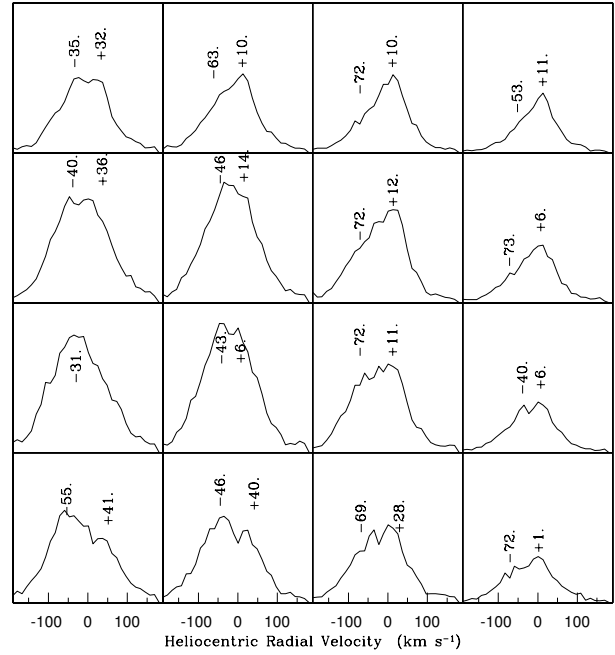 -35. +32. -63. +10. -72. +10. -53. +11.
-40. +36. -46 +14. -72. +12. -73. +6.
-31. -43. +6. -72. +11. -40. +6.
-55. +41. -46. +40. -69. +28. -72. +1.
-100 0 100 -100 0 100 -100 0 100 -100 0 100
Heliocentric Radial Velocity (km s⁻¹)